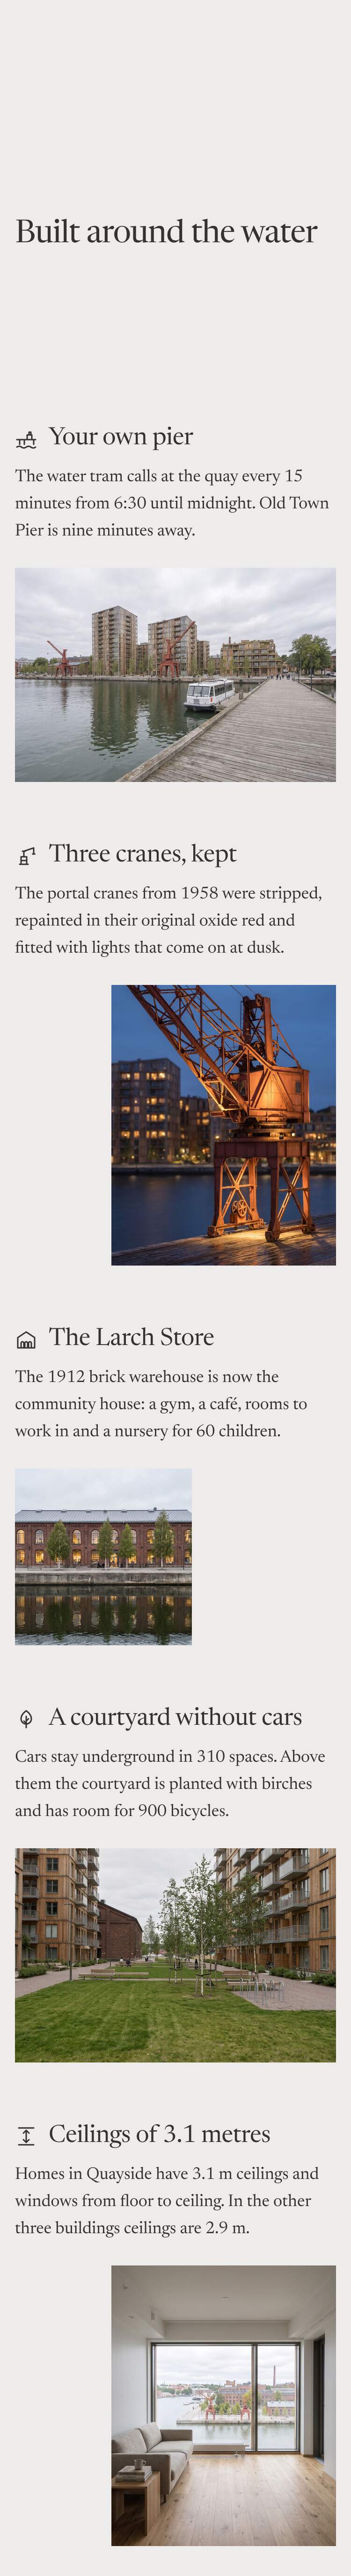 Built around the water
Your own pier
The water tram calls at the quay every 15
minutes from 6:30 until midnight. Old Town
Pier is nine minutes away.
Three cranes, kept
The portal cranes from 1958 were stripped,
repainted in their original oxide red and
fitted with lights that come on at dusk.
The Larch Store
The 1912 brick warehouse is now the
community house: a gym, a café, rooms to
work in and a nursery for 60 children.
A courtyard without cars
Cars stay underground in 310 spaces. Above
them the courtyard is planted with birches
and has room for 900 bicycles.
Ceilings of 3.1 metres
Homes in Quayside have 3.1 m ceilings and
windows from floor to ceiling. In the other
three buildings ceilings are 2.9 m.